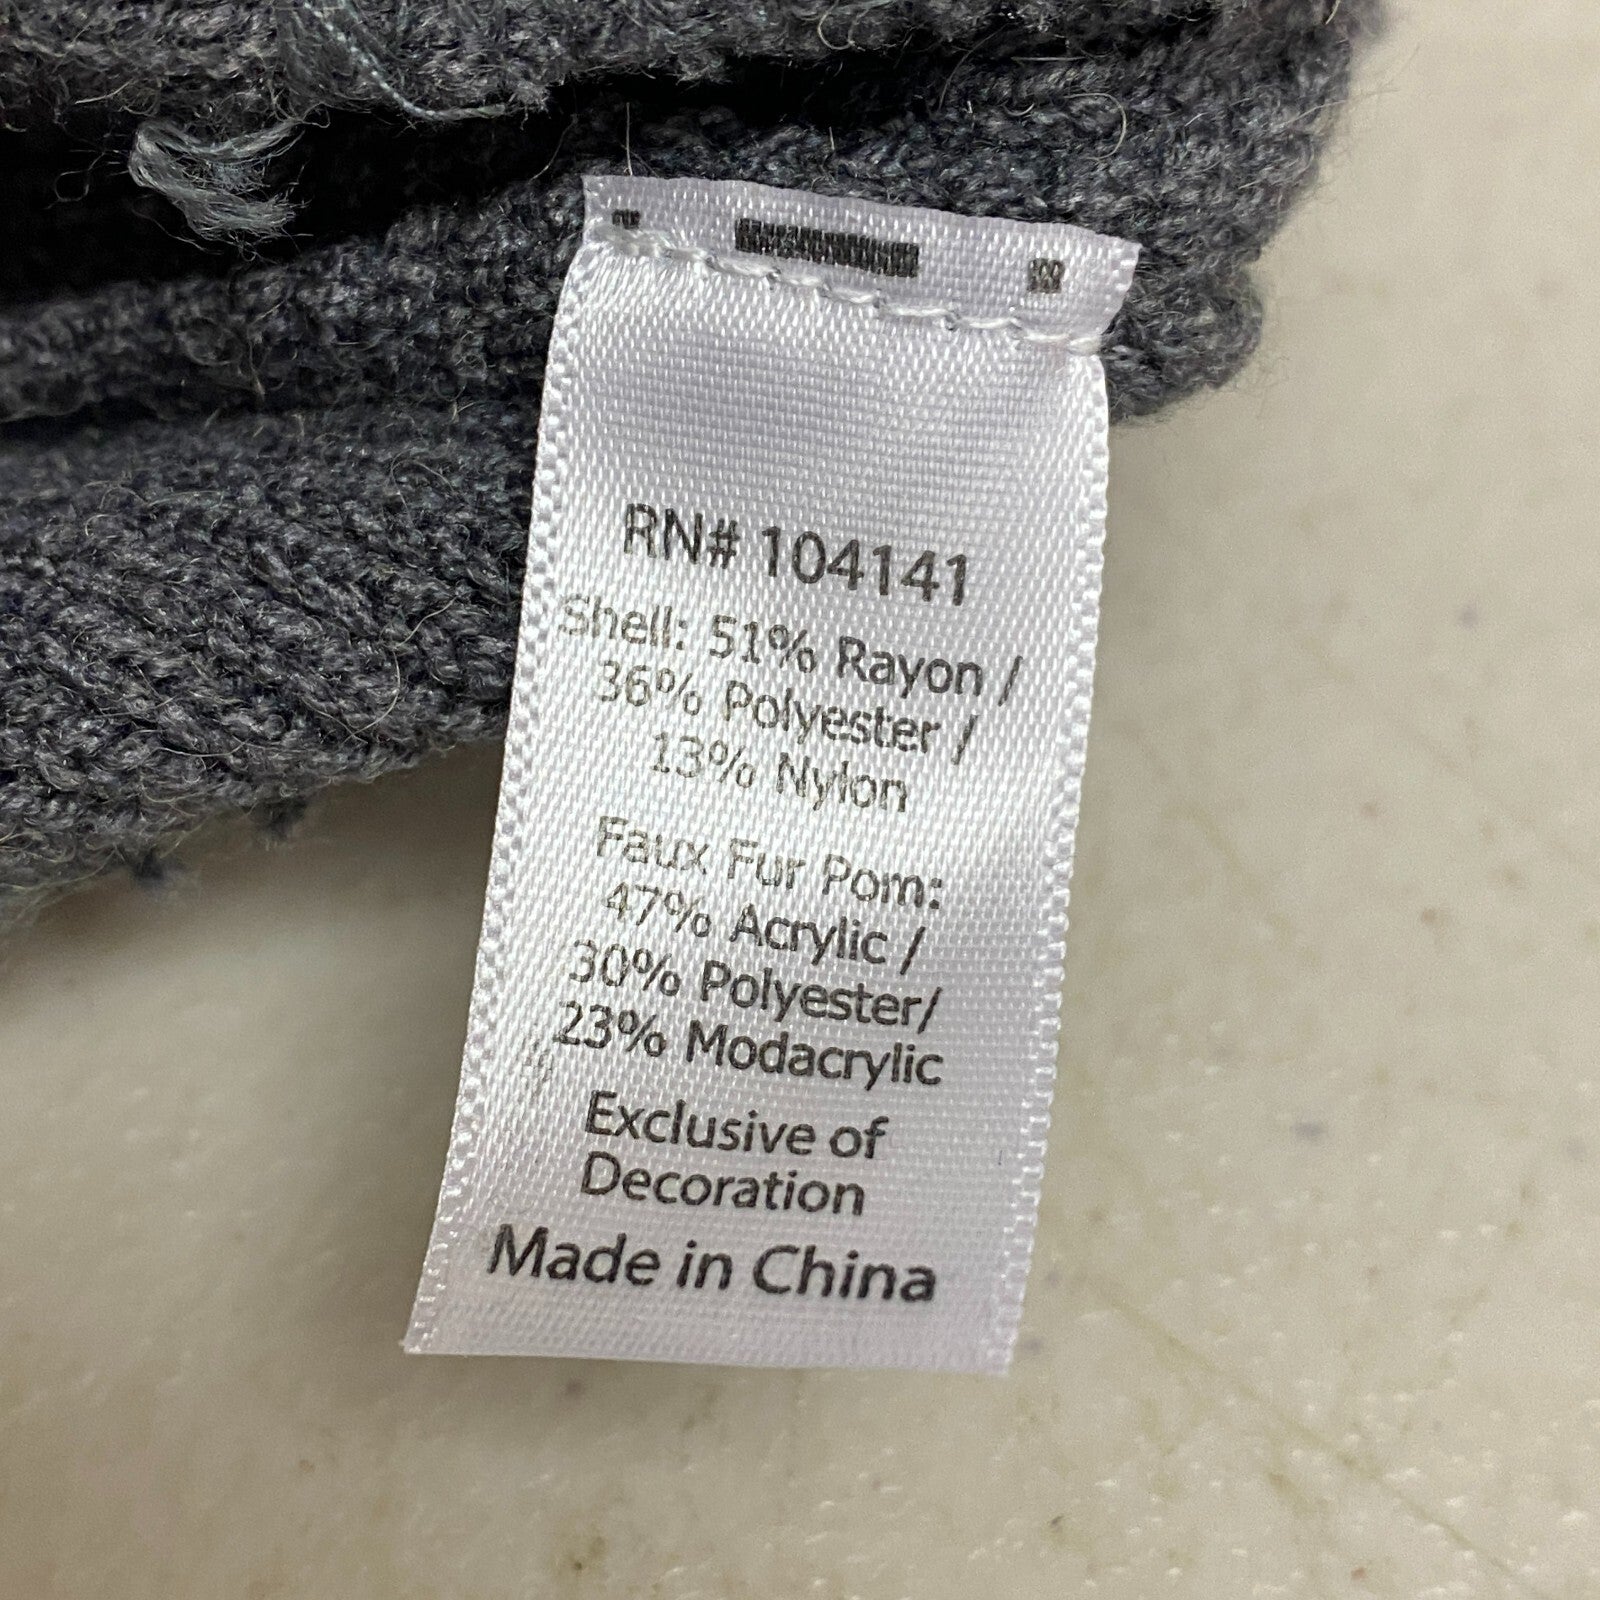 RN# 104141
Shell: 51% Rayon /
36% Polyester /
13% Nylon
Faux Fur Pom:
47% Acrylic /
30% Polyester/
23% Modacrylic
Exclusive of
Decoration
Made in China